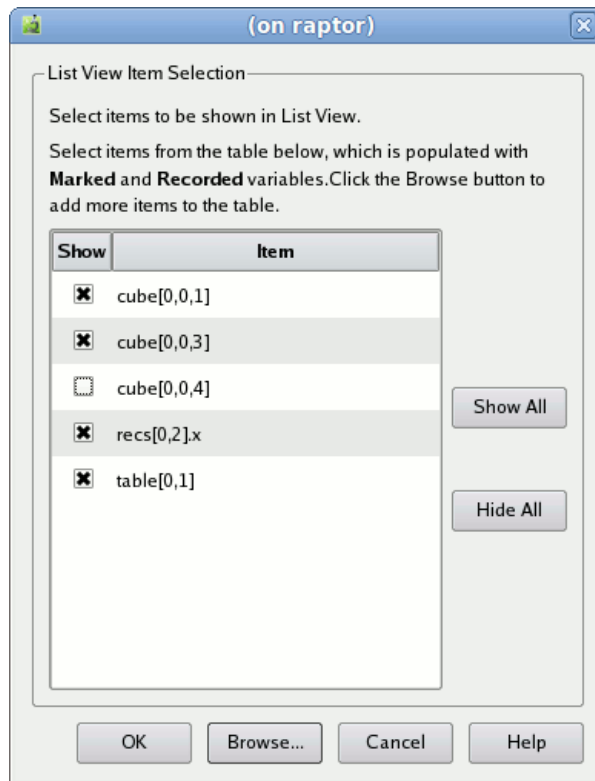 (on raptor)
List View Item Selection
Select items to be shown in List View.
Select items from the table below, which is populated with
Marked and Recorded variables.Click the Browse button to
add more items to the table.
Show Item
cube[0,0,1]
cube[0,0,3]
cube[0,0,4]
recs[0,2].x
table[0,1]
Show All
Hide All
OK Browse... Cancel Help